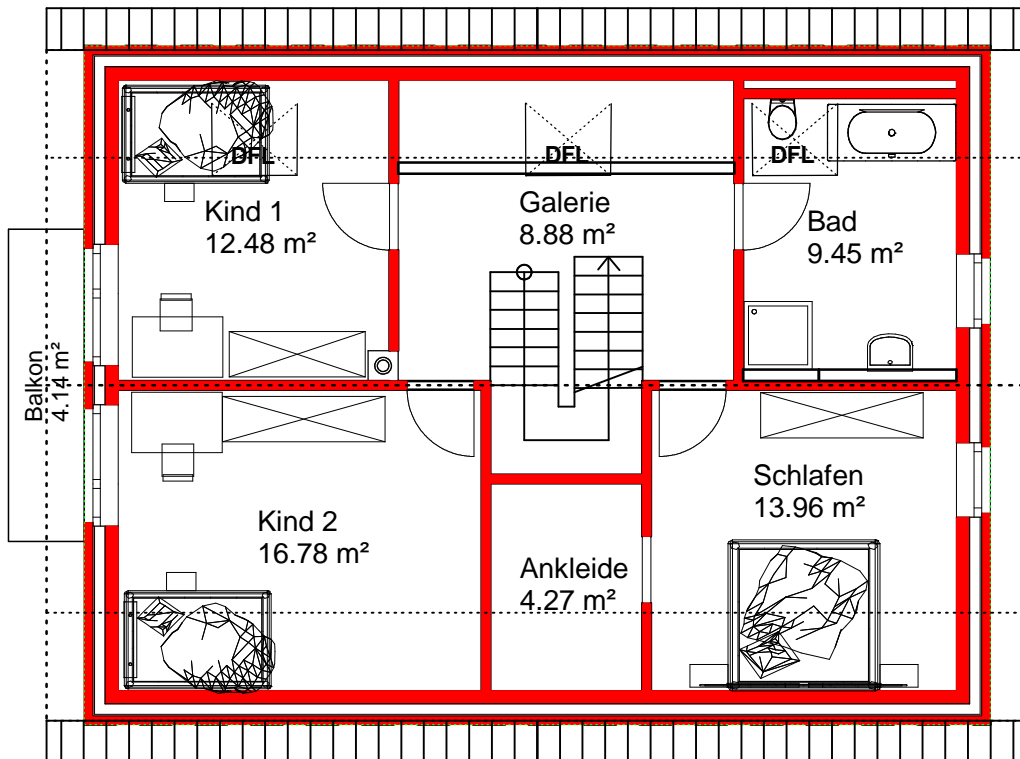 DFL
DFL
DFL
Kind 1
12.48 m²
Galerie
8.88 m²
Bad
9.45 m²
Balkon
4.14 m²
Kind 2
16.78 m²
Ankleide
4.27 m²
Schlafen
13.96 m²